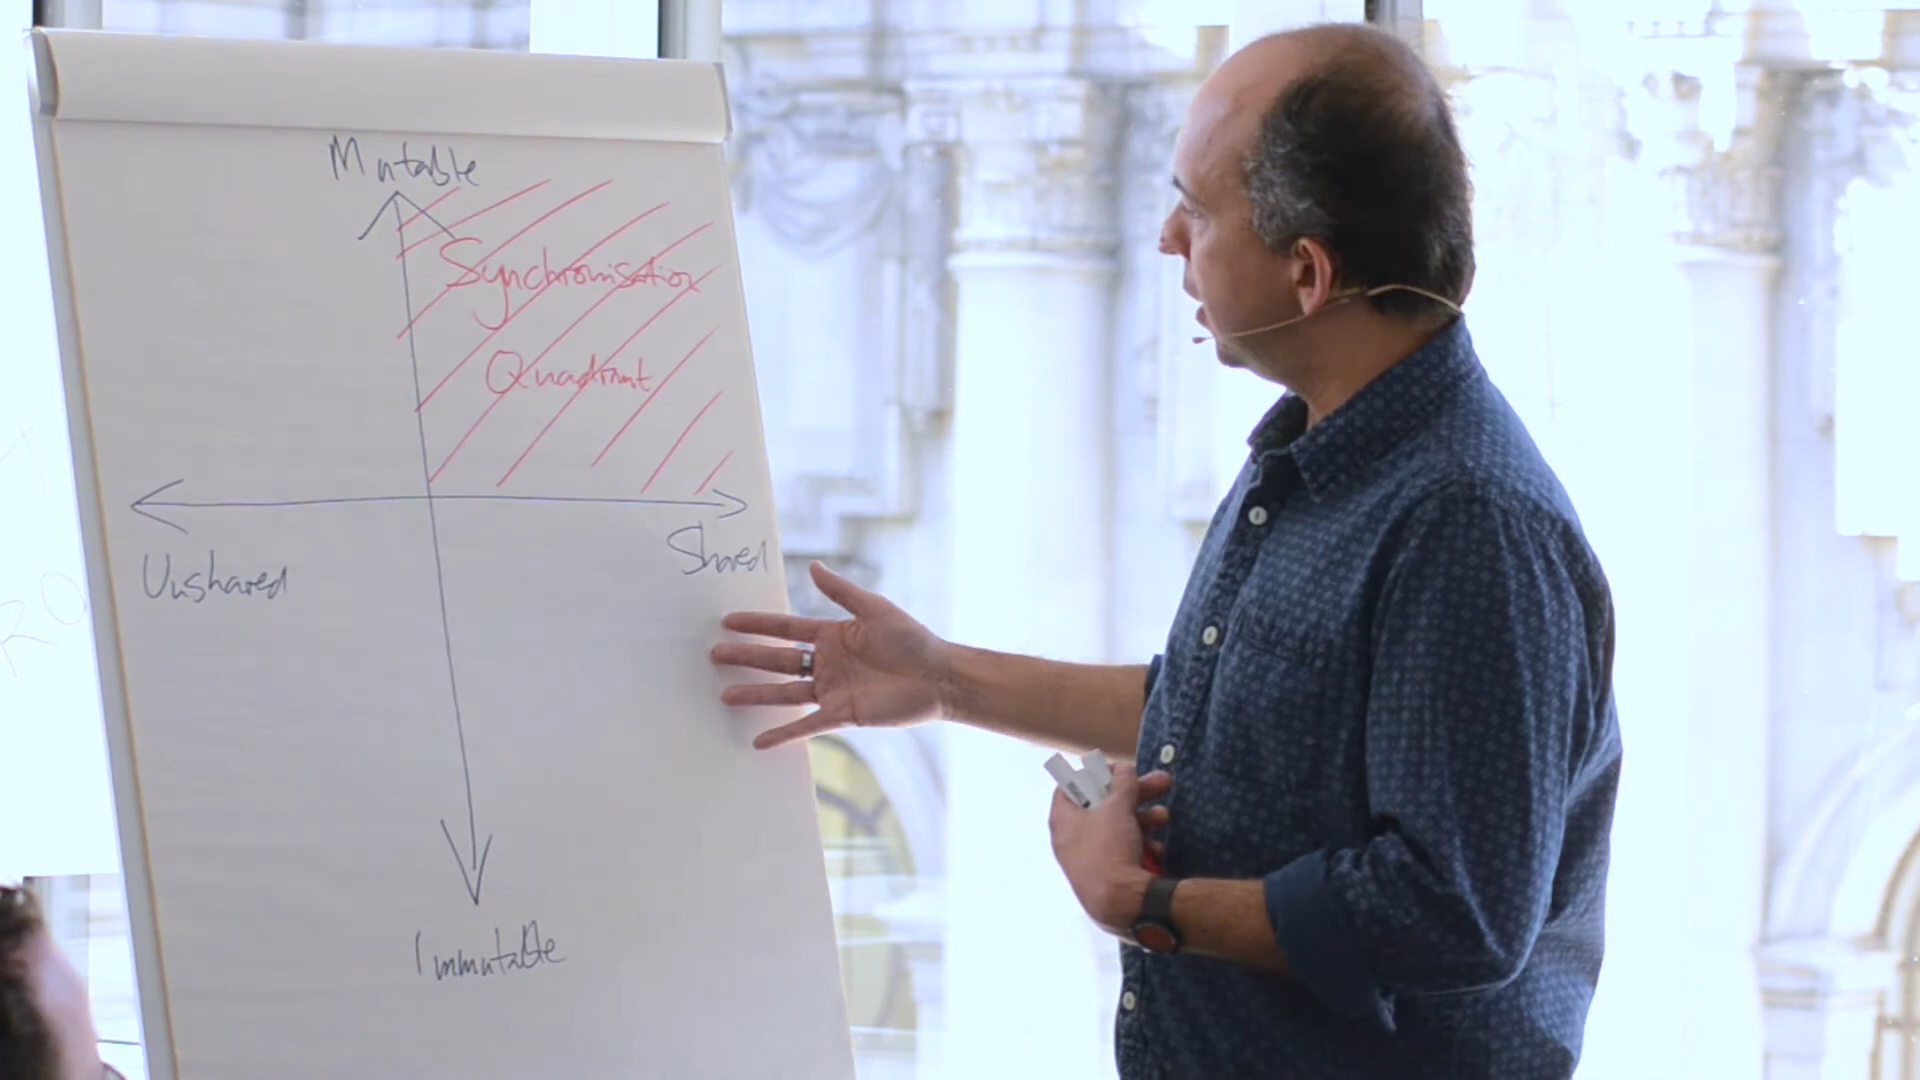 Mutable
Synchronisation
Quadrant
Unshared
Shared
Immutable